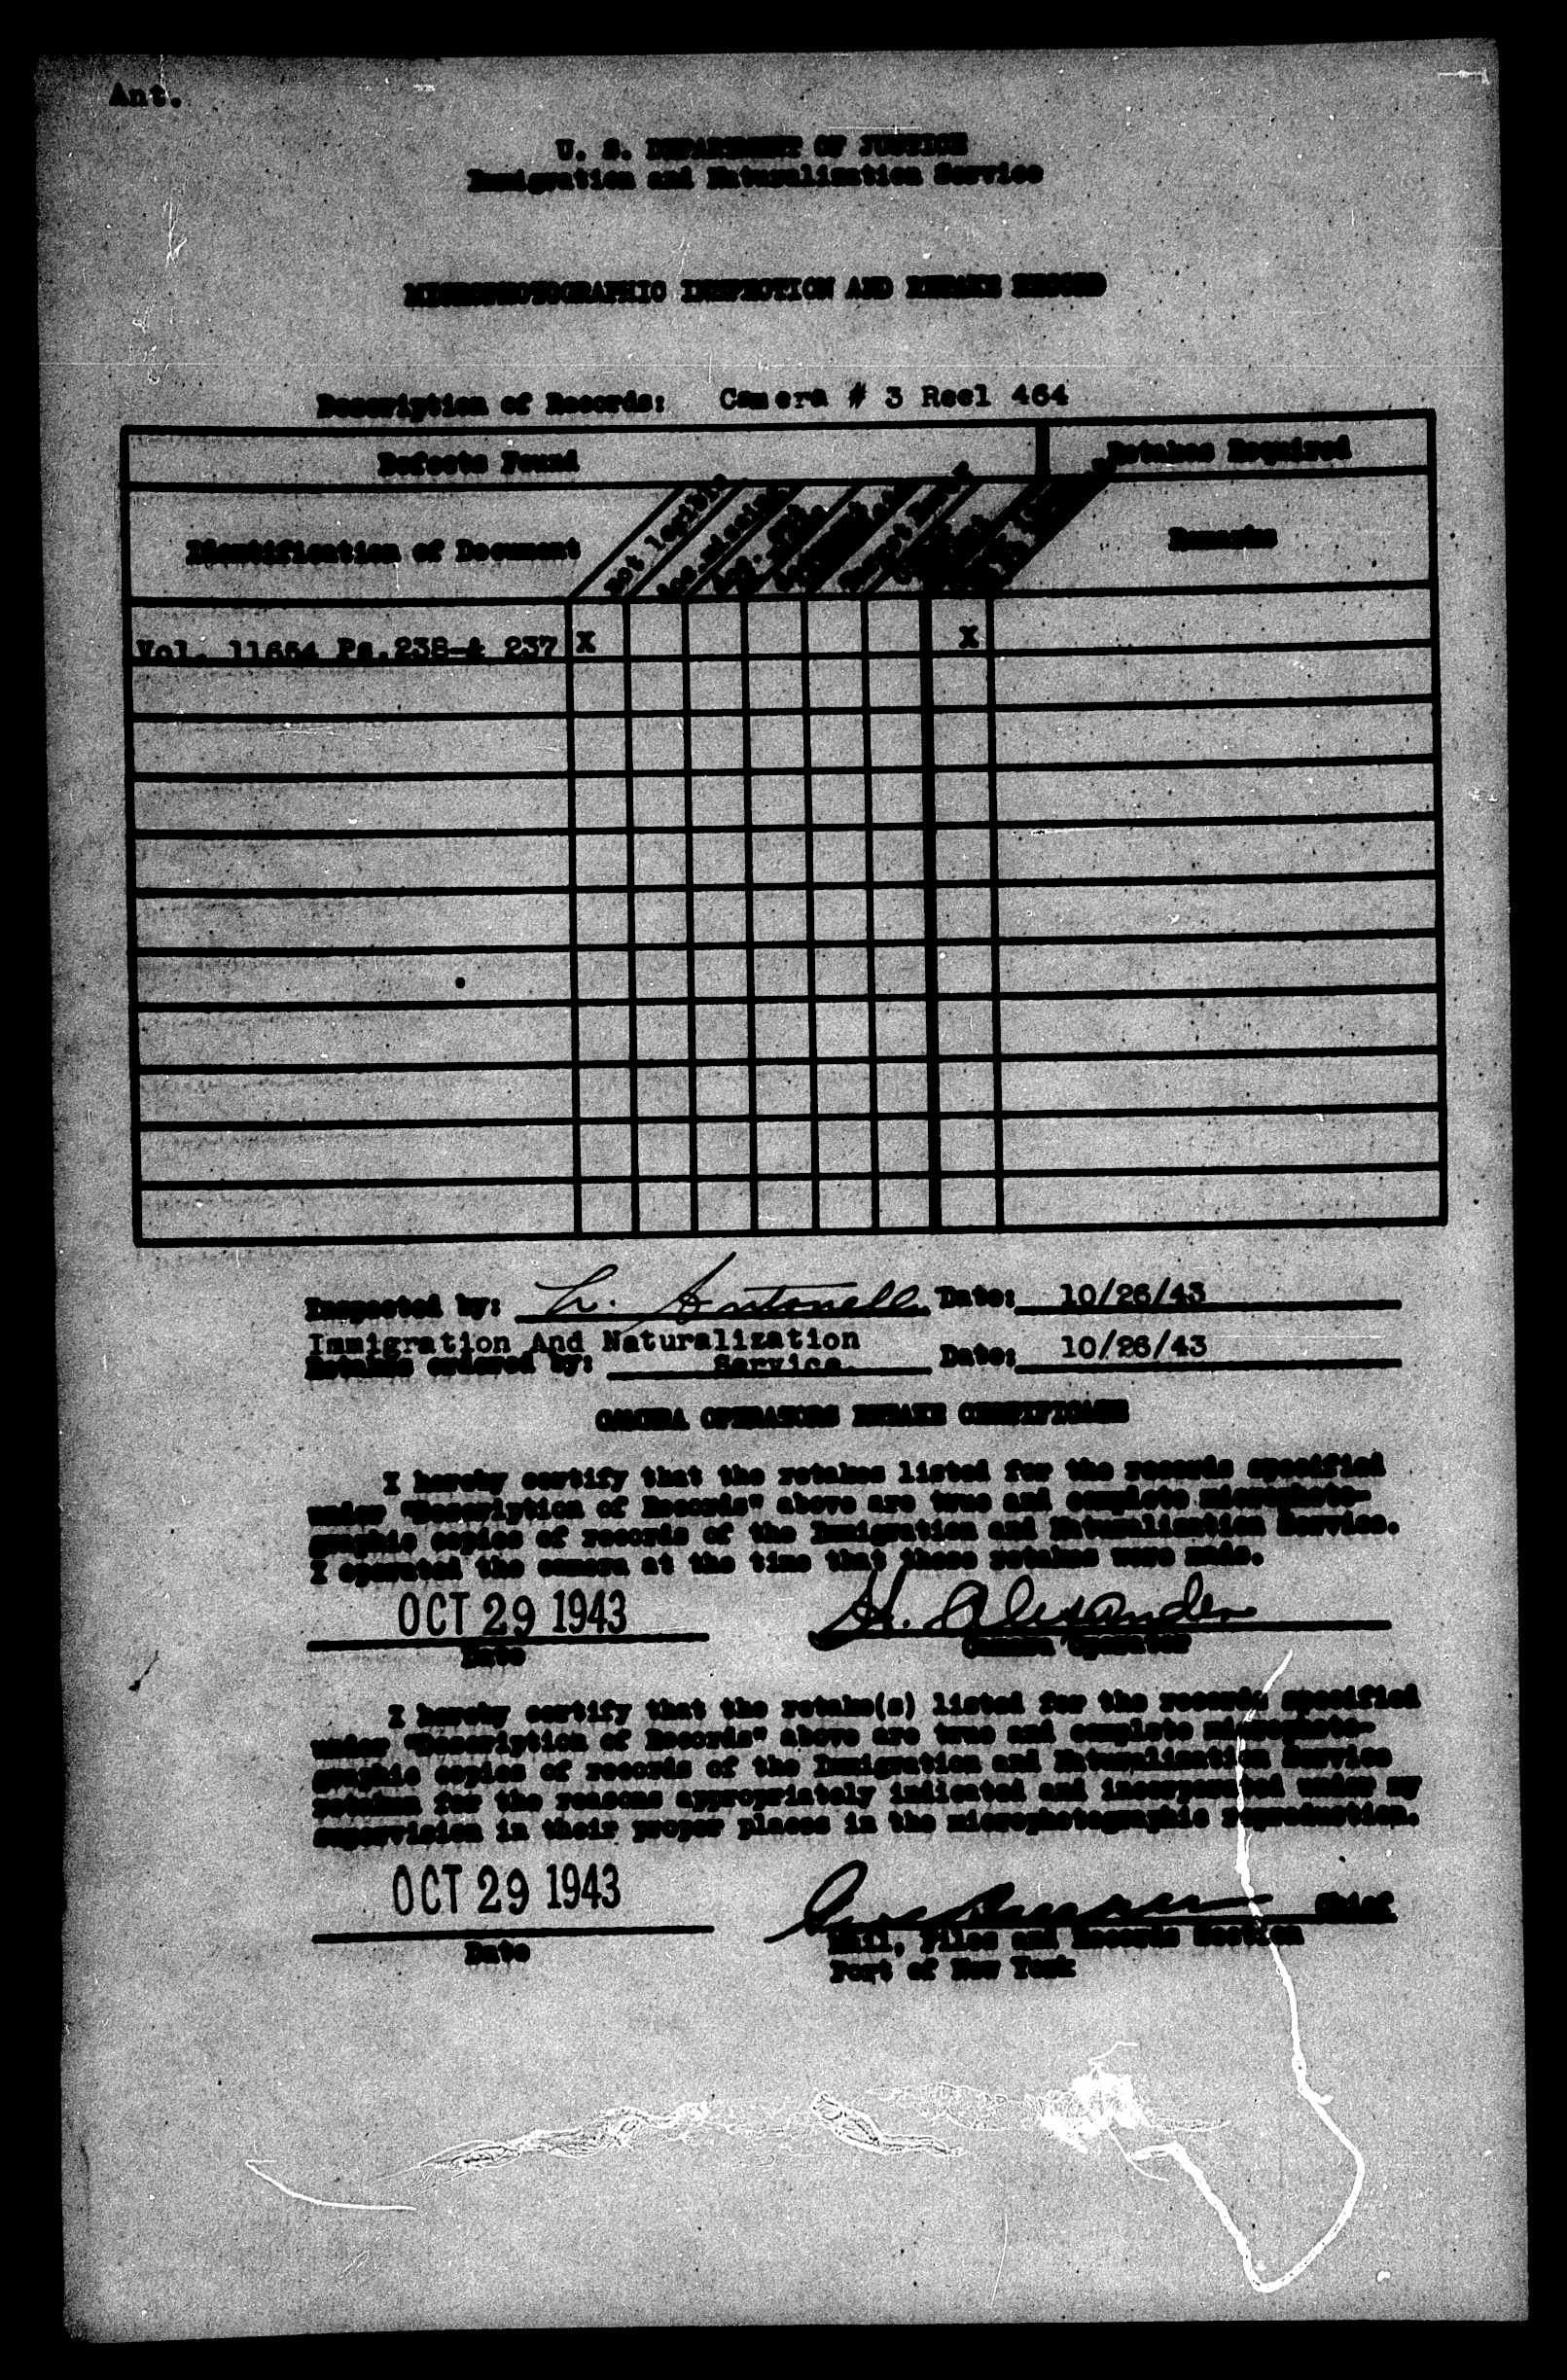 Ant.
U. S. DEPARTMENT OF JUSTICE
Immigration and Naturalization Service
MICROPHOTOGRAPHIC INSPECTION AND RETAKE RECORD
Description of Records: Camera # 3 Reel 464
Defects Found Retakes Required
Identification of Document Not legible Remarks
Vol. 11654 Pg. 238-& 237 X X
Inspected by: L. Antonell Date: 10/26/43
Immigration And Naturalization
Retakes ordered by: Service Date: 10/26/43
CAMERA OPERATORS RETAKE CERTIFICATE
I hereby certify that the retakes listed for the records specified
under "Description of Records" above are true and complete microphoto-
graphic copies of records of the Immigration and Naturalization Service.
I operated the camera at the time that these retakes were made.
OCT 29 1943 H. Alexander
Date Camera Operator
I hereby certify that the retake(s) listed for the records specified
under "Description of Records" above are true and complete microphoto-
graphic copies of records of the Immigration and Naturalization Service
retaken for the reasons appropriately indicated and incorporated under my
supervision in their proper places in the microphotographic reproduction.
OCT 29 1943 Chief
Date Mail, Files and Records Section
Port of New York